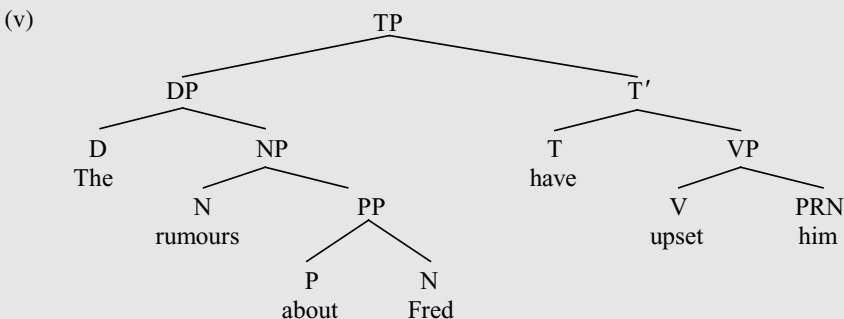 (v) TP
DP T′
D NP T VP
The have
N PP V PRN
rumours upset him
P N
about Fred